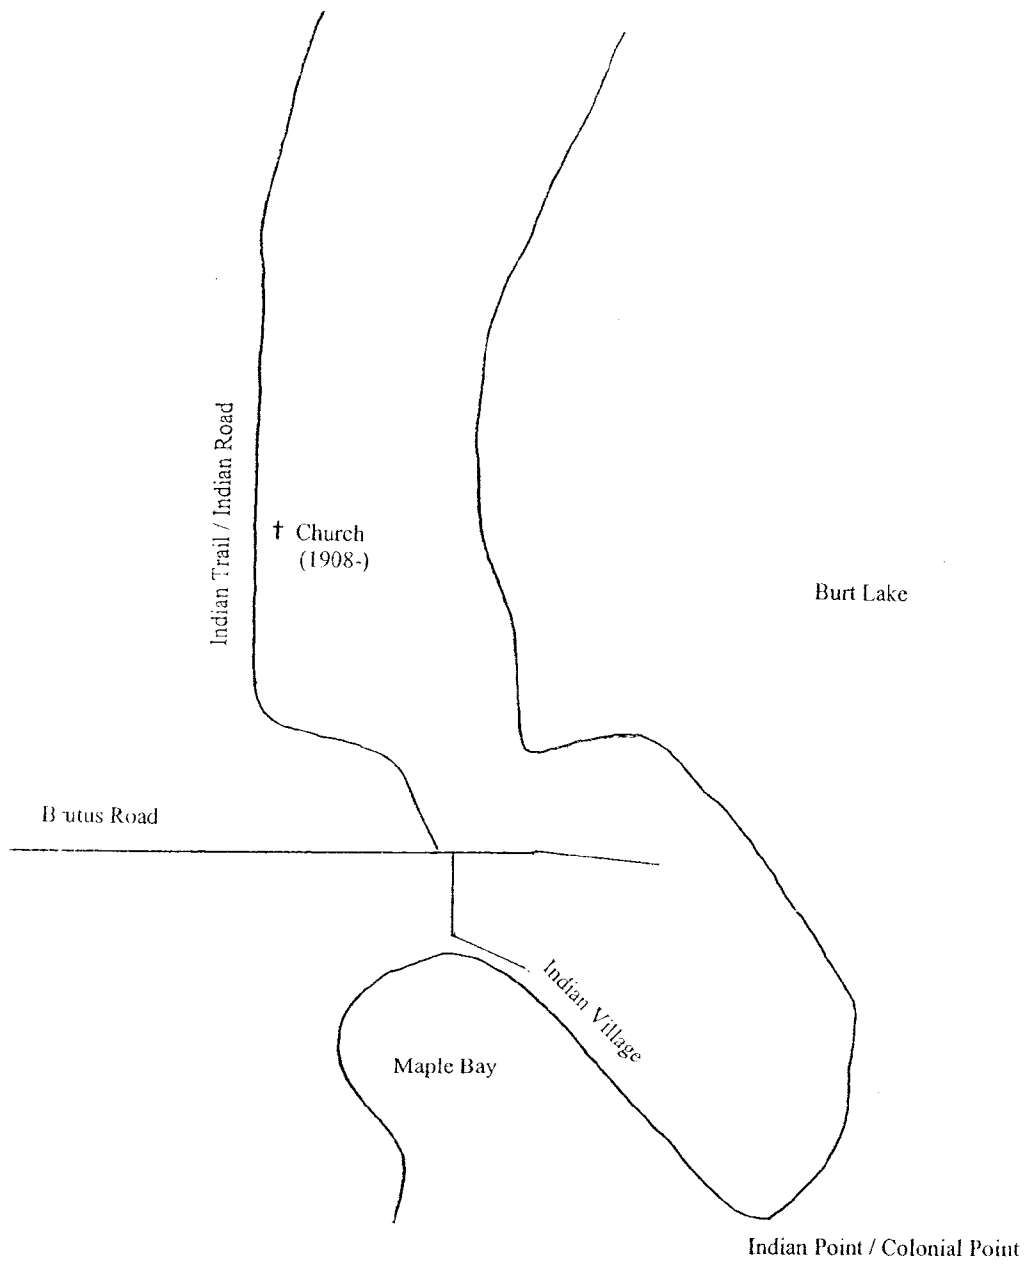 Indian Trail / Indian Road
† Church
(1908-)
Burt Lake
Brutus Road
Indian Village
Maple Bay
Indian Point / Colonial Point